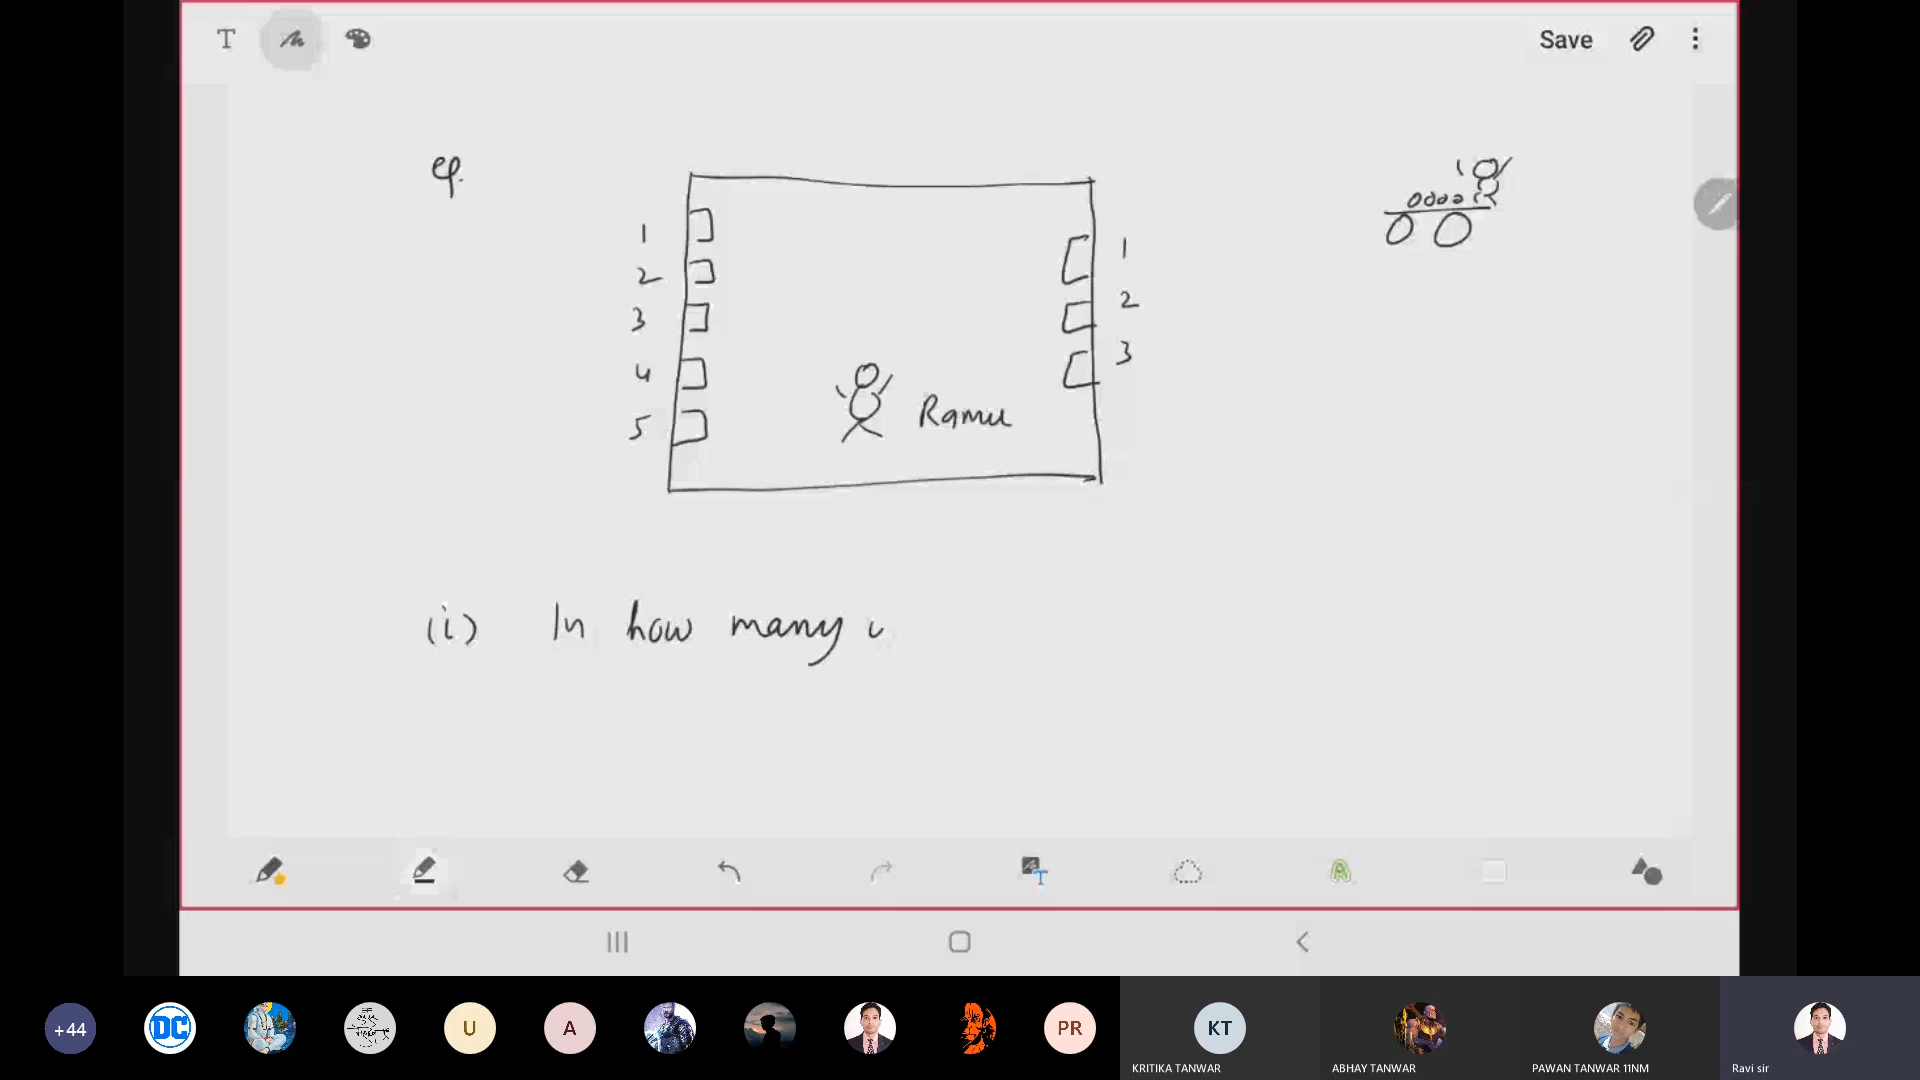 T Save
eg.
1 1
2 2
3 3
4
5
Ramu
(i) In how many
+44 DC U A PR KT
KRITIKA TANWAR ABHAY TANWAR PAWAN TANWAR 11NM Ravi sir